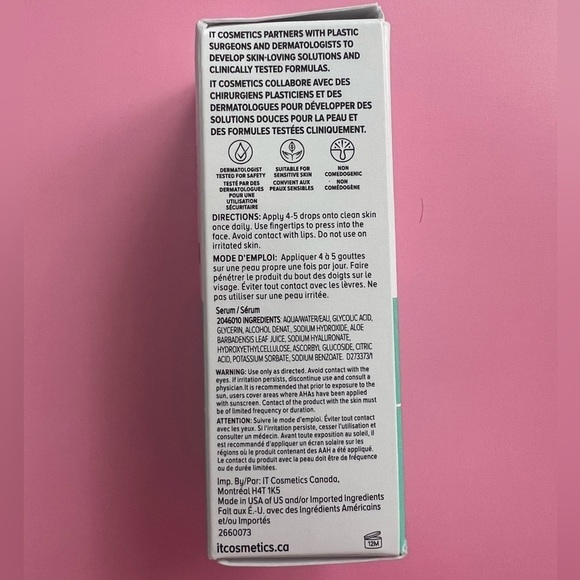 IT COSMETICS PARTNERS WITH PLASTIC
SURGEONS AND DERMATOLOGISTS TO
DEVELOP SKIN-LOVING SOLUTIONS AND
CLINICALLY TESTED FORMULAS.
IT COSMETICS COLLABORE AVEC DES
CHIRURGIENS PLASTICIENS ET DES
DERMATOLOGUES POUR DÉVELOPPER DES
SOLUTIONS DOUCES POUR LA PEAU ET
DES FORMULES TESTÉES CLINIQUEMENT.
DERMATOLOGIST
TESTED FOR SAFETY
TESTÉ PAR DES
DERMATOLOGUES
POUR UNE
UTILISATION
SÉCURITAIRE
SUITABLE FOR
SENSITIVE SKIN
CONVIENT AUX
PEAUX SENSIBLES
NON
COMEDOGENIC
NON
COMÉDOGÈNE
DIRECTIONS: Apply 4-5 drops onto clean skin
once daily. Use fingertips to press into the
face. Avoid contact with lips. Do not use on
irritated skin.
MODE D'EMPLOI: Appliquer 4 à 5 gouttes
sur une peau propre une fois par jour. Faire
pénétrer le produit du bout des doigts sur le
visage. Éviter tout contact avec les lèvres. Ne
pas utiliser sur une peau irritée.
Serum / Sérum
2046010 INGREDIENTS: AQUA/WATER/EAU, GLYCOLIC ACID,
GLYCERIN, ALCOHOL DENAT., SODIUM HYDROXIDE, ALOE
BARBADENSIS LEAF JUICE, SODIUM HYALURONATE,
HYDROXYETHYLCELLULOSE, ASCORBYL GLUCOSIDE, CITRIC
ACID, POTASSIUM SORBATE, SODIUM BENZOATE. D273373/1
WARNING: Use only as directed. Avoid contact with the
eyes. If irritation persists, discontinue use and consult a
physician. It is recommended that prior to exposure to the
sun, users cover areas where AHAs have been applied
with sunscreen. Contact of the product with the skin must
be of limited frequency or duration.
ATTENTION: Suivre le mode d'emploi. Éviter tout contact
avec les yeux. Si l'irritation persiste, cesser l'utilisation et
consulter un médecin. Avant toute exposition au soleil, il
est recommandé d'appliquer un écran solaire sur les
régions où le produit contenant des AAH a été appliqué.
Le contact du produit avec la peau doit être de fréquence
ou de durée limitées.
Imp. By/Par: IT Cosmetics Canada,
Montréal H4T 1K5
Made in USA of US and/or Imported Ingredients
Fait aux É.-U. avec des Ingrédients Américains
et/ou Importés
2660073
itcosmetics.ca
12M